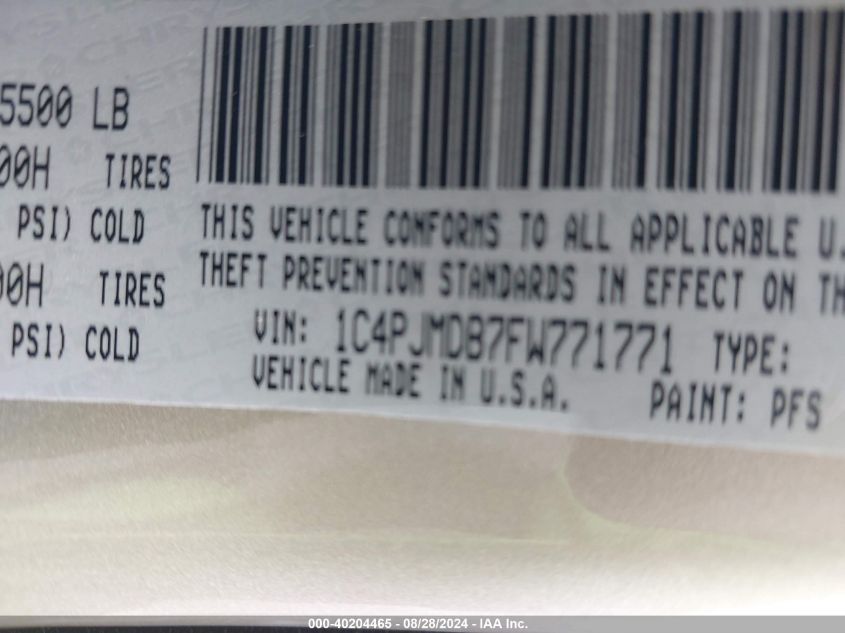 5500 LB
00H TIRES
PSI) COLD
00H TIRES
PSI) COLD
THIS VEHICLE CONFORMS TO ALL APPLICABLE U.
THEFT PREVENTION STANDARDS IN EFFECT ON TH
VIN: 1C4PJMDB7FW771771 TYPE:
VEHICLE MADE IN U.S.A. PAINT: PFS
000-40204465 - 08/28/2024 - IAA Inc.